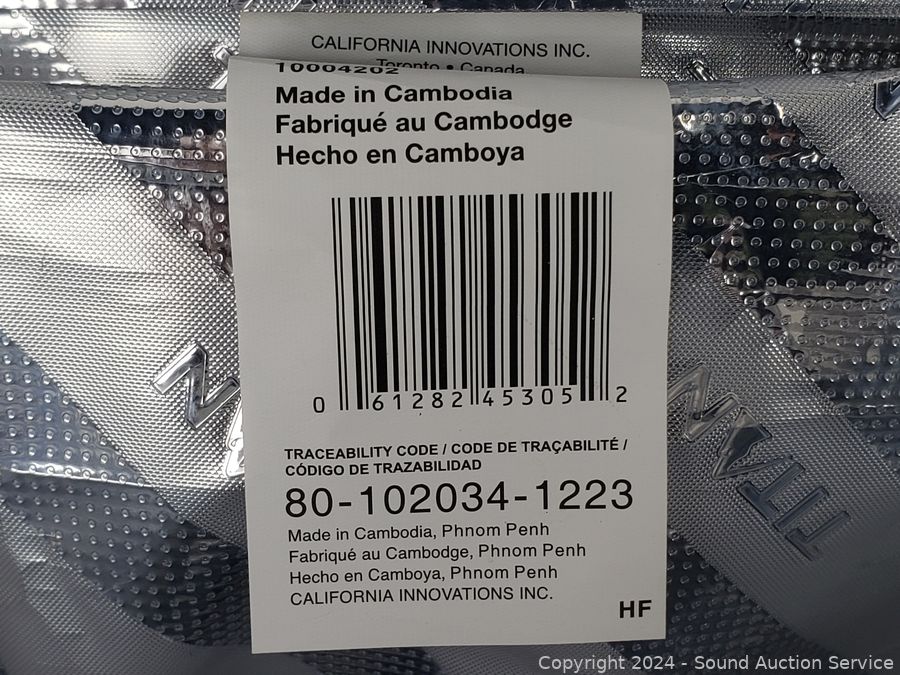 CALIFORNIA INNOVATIONS INC.
Toronto • Canada
10004202
Made in Cambodia
Fabriqué au Cambodge
Hecho en Camboya
0 61282 45305 2
TRACEABILITY CODE / CODE DE TRAÇABILITÉ /
CÓDIGO DE TRAZABILIDAD
80-102034-1223
Made in Cambodia, Phnom Penh
Fabriqué au Cambodge, Phnom Penh
Hecho en Camboya, Phnom Penh
CALIFORNIA INNOVATIONS INC.
HF
TITAN
Copyright 2024 - Sound Auction Service